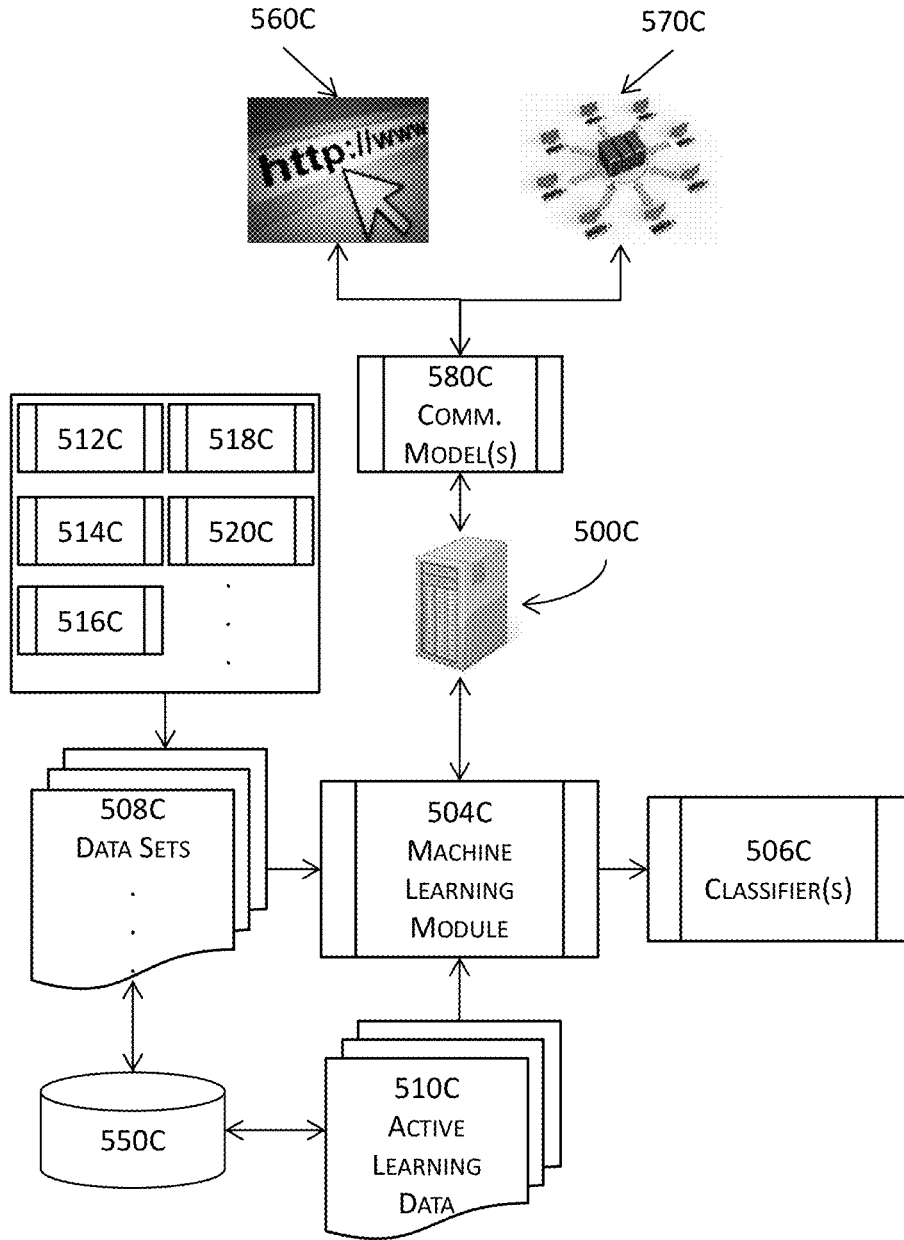 560C
570C
http://www
580C
COMM.
MODEL(S)
512C
518C
514C
520C
516C
500C
508C
DATA SETS
504C
MACHINE
LEARNING
MODULE
506C
CLASSIFIER(S)
550C
510C
ACTIVE
LEARNING
DATA